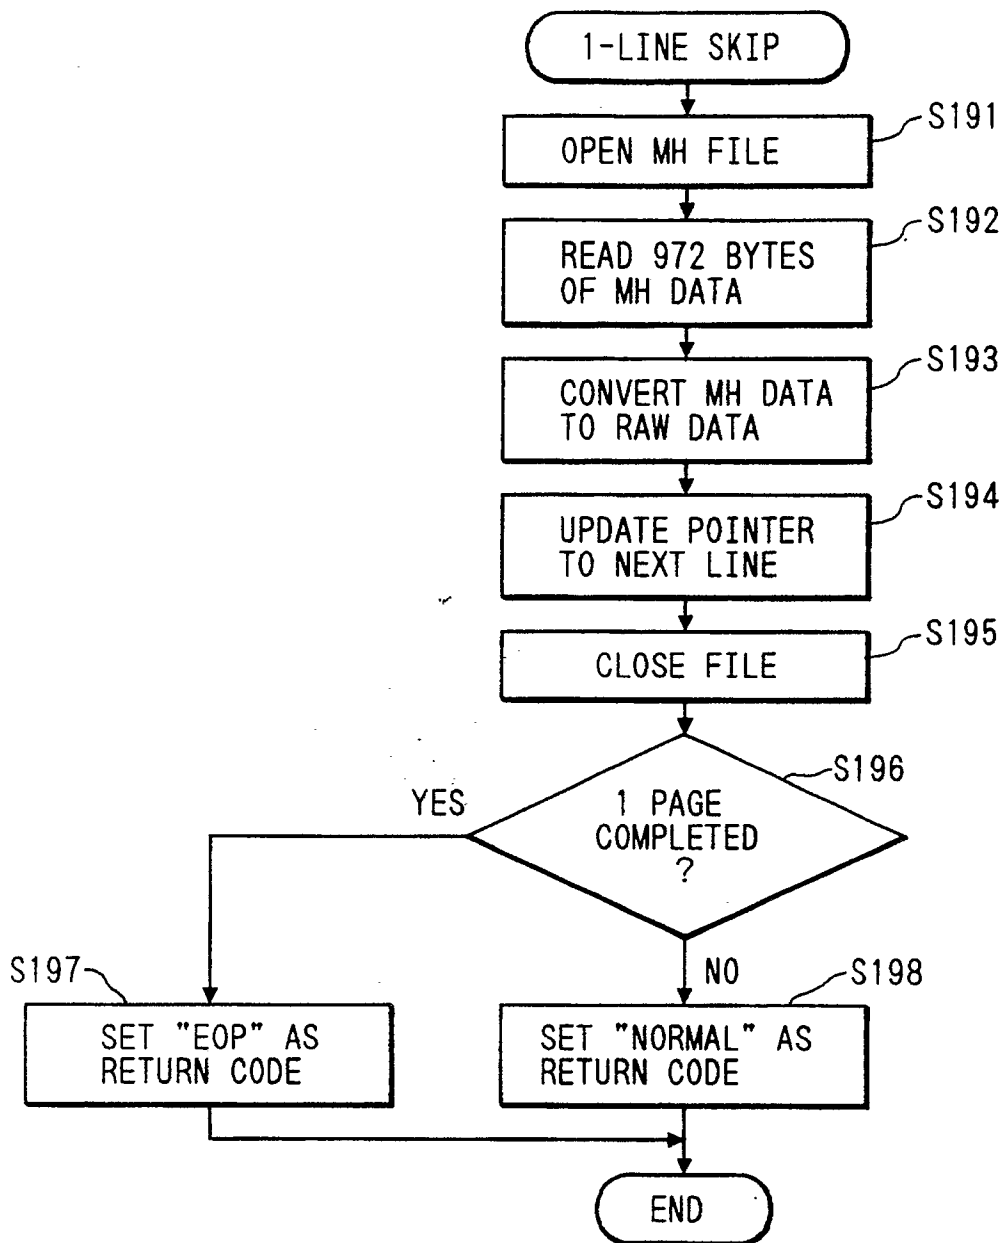 1-LINE SKIP
S191
OPEN MH FILE
S192
READ 972 BYTES
OF MH DATA
S193
CONVERT MH DATA
TO RAW DATA
S194
UPDATE POINTER
TO NEXT LINE
S195
CLOSE FILE
S196
YES
1 PAGE
COMPLETED
?
S197
NO
S198
SET "EOP" AS
RETURN CODE
SET "NORMAL" AS
RETURN CODE
END